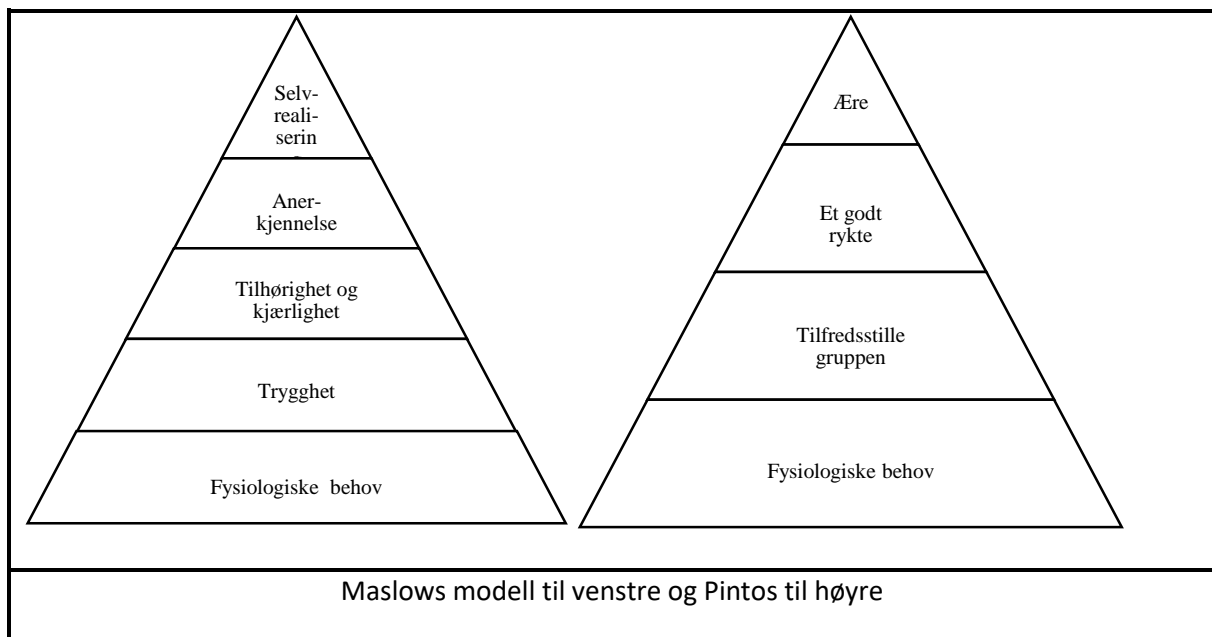 Selv-
reali-
serin
Aner-
kjennelse
Tilhørighet og
kjærlighet
Trygghet
Fysiologiske behov
Ære
Et godt
rykte
Tilfredsstille
gruppen
Fysiologiske behov
Maslows modell til venstre og Pintos til høyre